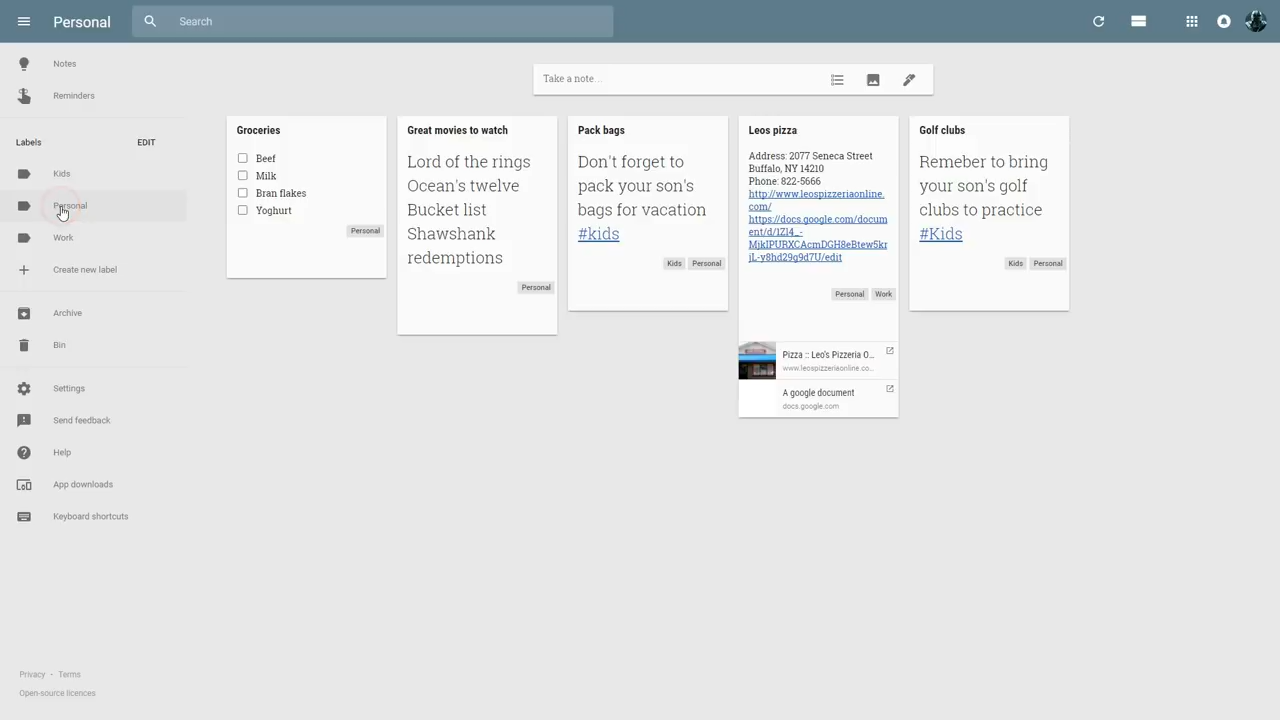 Personal
Search
Notes
Reminders
Labels
EDIT
Kids
Personal
Work
Create new label
Archive
Bin
Settings
Send feedback
Help
App downloads
Keyboard shortcuts
Privacy · Terms
Open-source licences
Take a note...
Groceries
Beef
Milk
Bran flakes
Yoghurt
Personal
Great movies to watch
Lord of the rings
Ocean's twelve
Bucket list
Shawshank
redemptions
Personal
Pack bags
Don't forget to
pack your son's
bags for vacation
#kids
Kids Personal
Leos pizza
Address: 2077 Seneca Street
Buffalo, NY 14210
Phone: 822-5666
http://www.leospizzeriaonline.
com/
https://docs.google.com/docum
ent/d/1Zl4_-
MjklPURXCAcmDGH8eBtew5kr
jL-y8hd29g9d7U/edit
Personal Work
Pizza :: Leo's Pizzeria O...
www.leospizzeriaonline.co...
A google document
docs.google.com
Golf clubs
Remeber to bring
your son's golf
clubs to practice
#Kids
Kids Personal